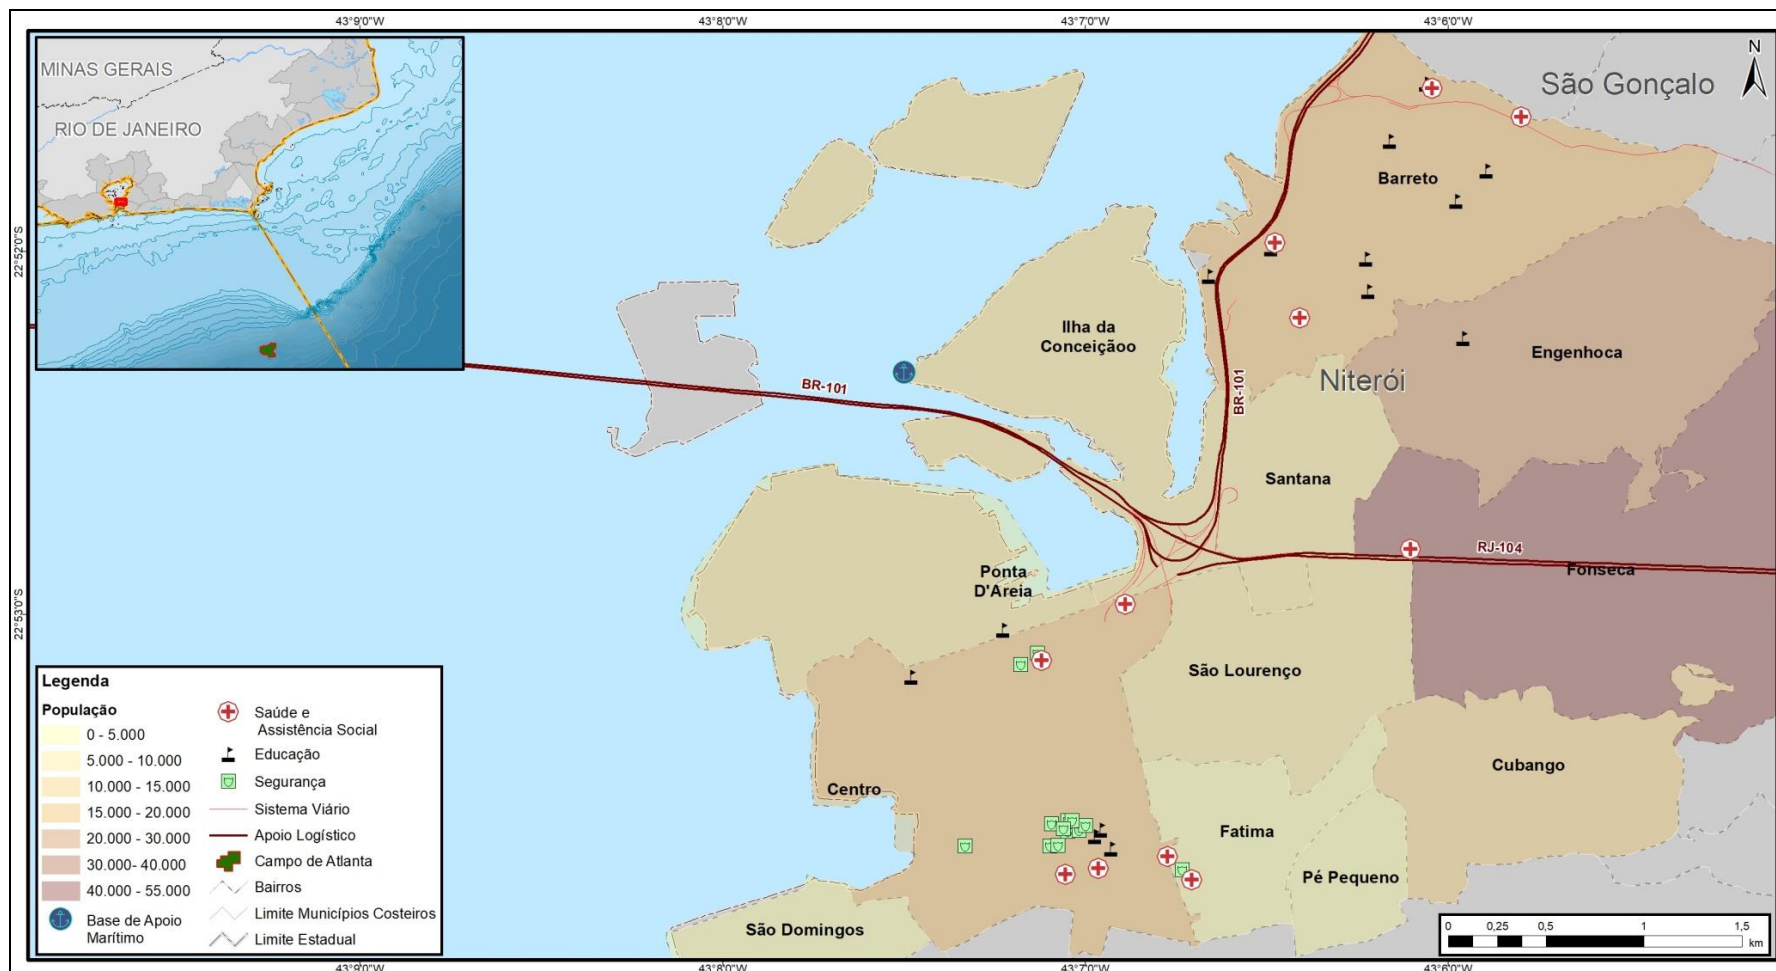 43°9'0"W
43°8'0"W
43°7'0"W
43°6'0"W
MINAS GERAIS
RIO DE JANEIRO
São Gonçalo
N
Barreto
22°52'0"S
Ilha da
Conceiçãoo
Engenhoca
Niterói
BR-101
BR-101
Santana
RJ-104
Fonseca
Ponta
D'Areia
22°53'0"S
São Lourenço
Cubango
Centro
Fatima
Pé Pequeno
São Domingos
Legenda
População
0 - 5.000
5.000 - 10.000
10.000 - 15.000
15.000 - 20.000
20.000 - 30.000
30.000- 40.000
40.000 - 55.000
Base de Apoio
Marítimo
Saúde e
Assistência Social
Educação
Segurança
Sistema Viário
Apoio Logístico
Campo de Atlanta
Bairros
Limite Municípios Costeiros
Limite Estadual
0 0,25 0,5 1 1,5
km
43°9'0"W
43°8'0"W
43°7'0"W
43°6'0"W